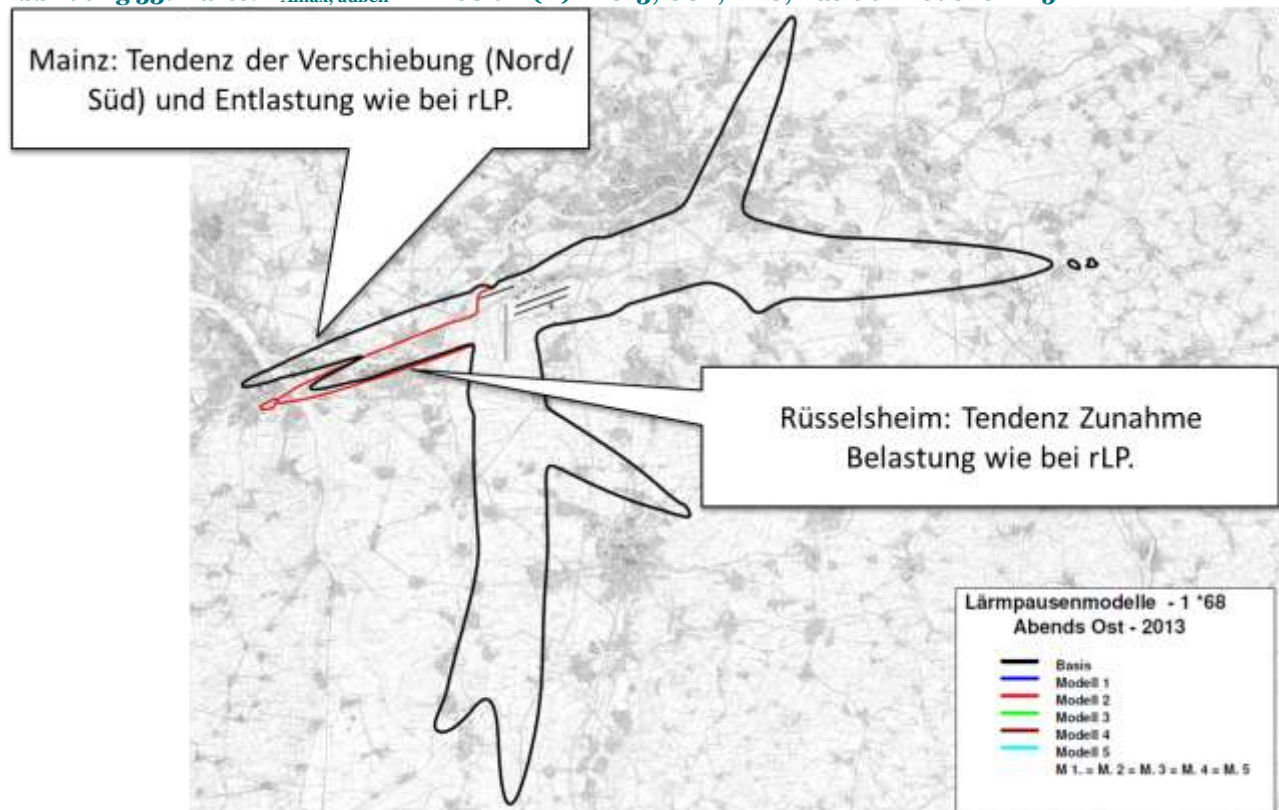 Amax, außen
Mainz: Tendenz der Verschiebung (Nord/
Süd) und Entlastung wie bei rLP.
Rüsselsheim: Tendenz Zunahme
Belastung wie bei rLP.
Lärmpausenmodelle - 1 *68
Abends Ost - 2013
Basis
Modell 1
Modell 2
Modell 3
Modell 4
Modell 5
M 1. = M. 2 = M. 3 = M. 4 = M. 5